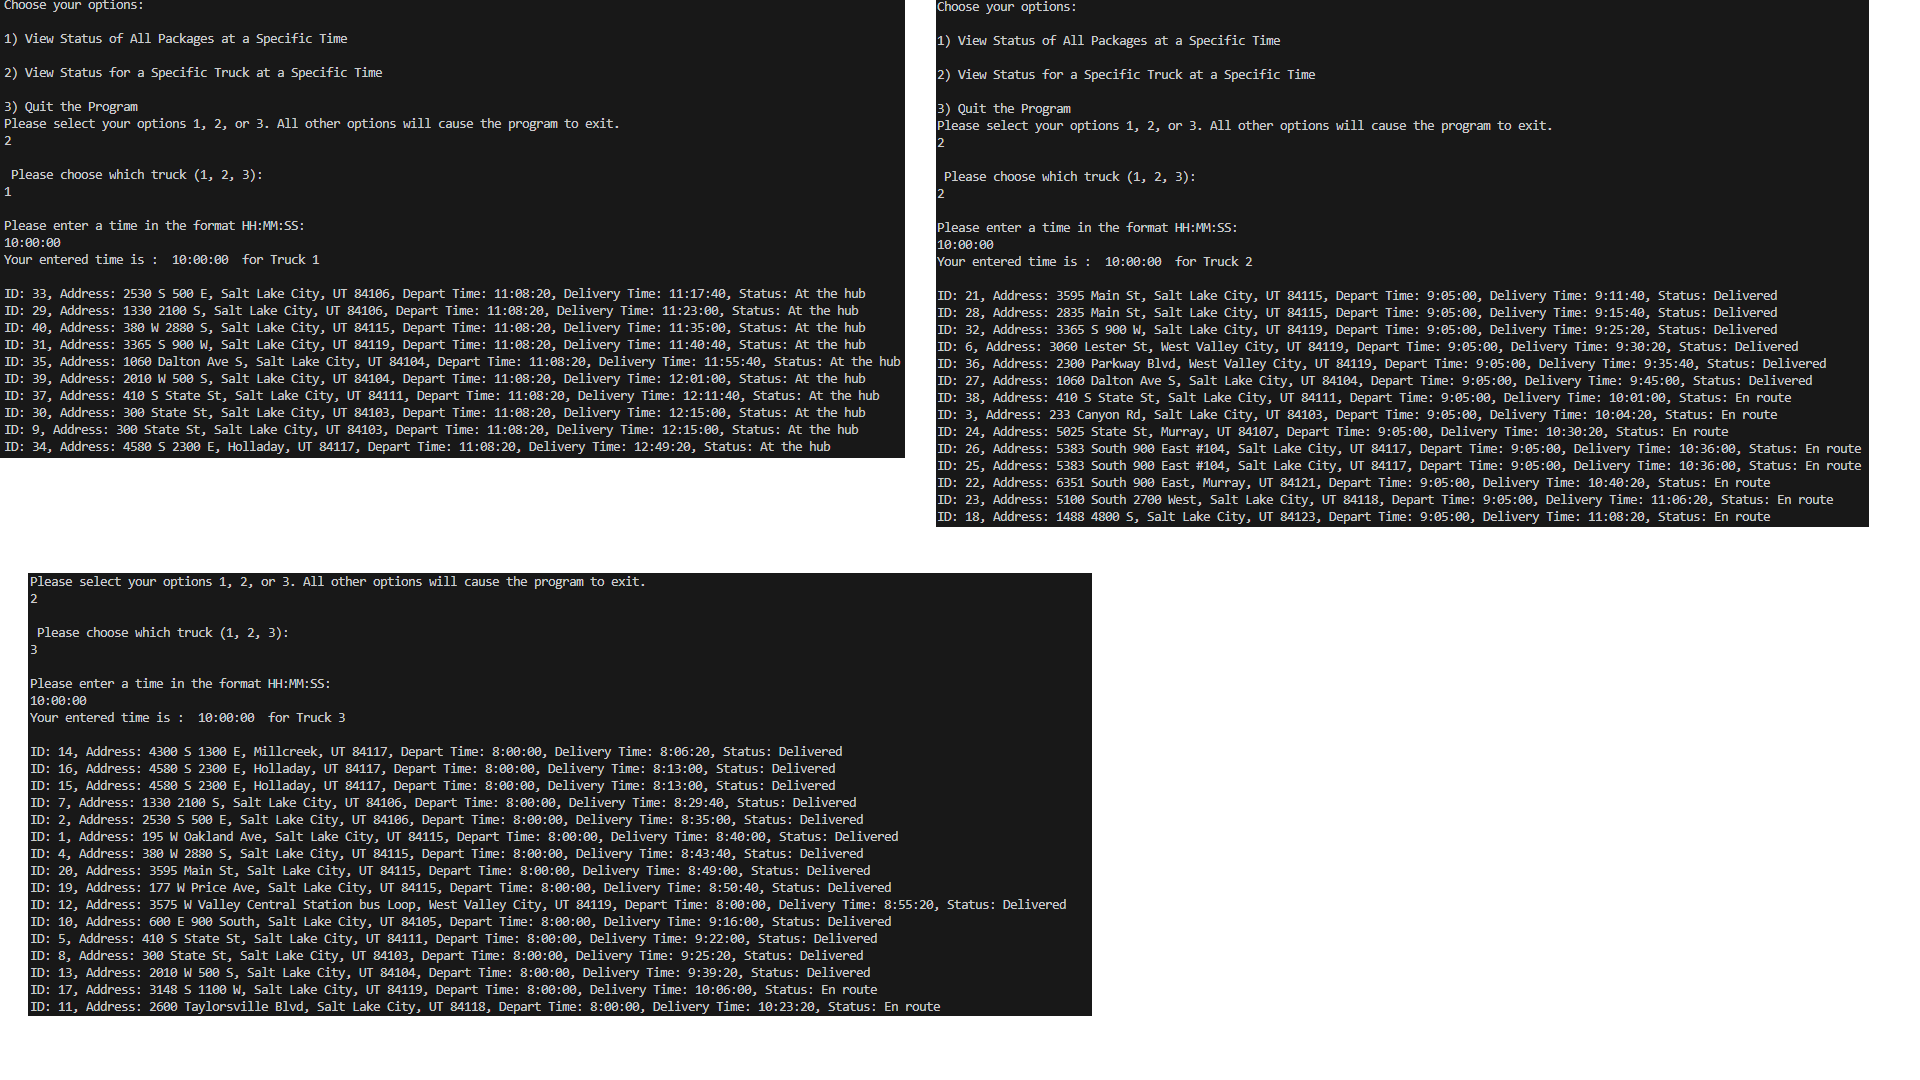 Choose your options:
1) View Status of All Packages at a Specific Time
2) View Status for a Specific Truck at a Specific Time
3) Quit the Program
Please select your options 1, 2, or 3. All other options will cause the program to exit.
2
Please choose which truck (1, 2, 3):
1
Please enter a time in the format HH:MM:SS:
10:00:00
Your entered time is :  10:00:00  for Truck 1
ID: 33, Address: 2530 S 500 E, Salt Lake City, UT 84106, Depart Time: 11:08:20, Delivery Time: 11:17:40, Status: At the hub
ID: 29, Address: 1330 2100 S, Salt Lake City, UT 84106, Depart Time: 11:08:20, Delivery Time: 11:23:00, Status: At the hub
ID: 40, Address: 380 W 2880 S, Salt Lake City, UT 84115, Depart Time: 11:08:20, Delivery Time: 11:35:00, Status: At the hub
ID: 31, Address: 3365 S 900 W, Salt Lake City, UT 84119, Depart Time: 11:08:20, Delivery Time: 11:40:40, Status: At the hub
ID: 35, Address: 1060 Dalton Ave S, Salt Lake City, UT 84104, Depart Time: 11:08:20, Delivery Time: 11:55:40, Status: At the hub
ID: 39, Address: 2010 W 500 S, Salt Lake City, UT 84104, Depart Time: 11:08:20, Delivery Time: 12:01:00, Status: At the hub
ID: 37, Address: 410 S State St, Salt Lake City, UT 84111, Depart Time: 11:08:20, Delivery Time: 12:11:40, Status: At the hub
ID: 30, Address: 300 State St, Salt Lake City, UT 84103, Depart Time: 11:08:20, Delivery Time: 12:15:00, Status: At the hub
ID: 9, Address: 300 State St, Salt Lake City, UT 84103, Depart Time: 11:08:20, Delivery Time: 12:15:00, Status: At the hub
ID: 34, Address: 4580 S 2300 E, Holladay, UT 84117, Depart Time: 11:08:20, Delivery Time: 12:49:20, Status: At the hub
Choose your options:
1) View Status of All Packages at a Specific Time
2) View Status for a Specific Truck at a Specific Time
3) Quit the Program
Please select your options 1, 2, or 3. All other options will cause the program to exit.
2
Please choose which truck (1, 2, 3):
2
Please enter a time in the format HH:MM:SS:
10:00:00
Your entered time is :  10:00:00  for Truck 2
ID: 21, Address: 3595 Main St, Salt Lake City, UT 84115, Depart Time: 9:05:00, Delivery Time: 9:11:40, Status: Delivered
ID: 28, Address: 2835 Main St, Salt Lake City, UT 84115, Depart Time: 9:05:00, Delivery Time: 9:15:40, Status: Delivered
ID: 32, Address: 3365 S 900 W, Salt Lake City, UT 84119, Depart Time: 9:05:00, Delivery Time: 9:25:20, Status: Delivered
ID: 6, Address: 3060 Lester St, West Valley City, UT 84119, Depart Time: 9:05:00, Delivery Time: 9:30:20, Status: Delivered
ID: 36, Address: 2300 Parkway Blvd, West Valley City, UT 84119, Depart Time: 9:05:00, Delivery Time: 9:35:40, Status: Delivered
ID: 27, Address: 1060 Dalton Ave S, Salt Lake City, UT 84104, Depart Time: 9:05:00, Delivery Time: 9:45:00, Status: Delivered
ID: 38, Address: 410 S State St, Salt Lake City, UT 84111, Depart Time: 9:05:00, Delivery Time: 10:01:00, Status: En route
ID: 3, Address: 233 Canyon Rd, Salt Lake City, UT 84103, Depart Time: 9:05:00, Delivery Time: 10:04:20, Status: En route
ID: 24, Address: 5025 State St, Murray, UT 84107, Depart Time: 9:05:00, Delivery Time: 10:30:20, Status: En route
ID: 26, Address: 5383 South 900 East #104, Salt Lake City, UT 84117, Depart Time: 9:05:00, Delivery Time: 10:36:00, Status: En route
ID: 25, Address: 5383 South 900 East #104, Salt Lake City, UT 84117, Depart Time: 9:05:00, Delivery Time: 10:36:00, Status: En route
ID: 22, Address: 6351 South 900 East, Murray, UT 84121, Depart Time: 9:05:00, Delivery Time: 10:40:20, Status: En route
ID: 23, Address: 5100 South 2700 West, Salt Lake City, UT 84118, Depart Time: 9:05:00, Delivery Time: 11:06:20, Status: En route
ID: 18, Address: 1488 4800 S, Salt Lake City, UT 84123, Depart Time: 9:05:00, Delivery Time: 11:08:20, Status: En route
Please select your options 1, 2, or 3. All other options will cause the program to exit.
2
Please choose which truck (1, 2, 3):
3
Please enter a time in the format HH:MM:SS:
10:00:00
Your entered time is :  10:00:00  for Truck 3
ID: 14, Address: 4300 S 1300 E, Millcreek, UT 84117, Depart Time: 8:00:00, Delivery Time: 8:06:20, Status: Delivered
ID: 16, Address: 4580 S 2300 E, Holladay, UT 84117, Depart Time: 8:00:00, Delivery Time: 8:13:00, Status: Delivered
ID: 15, Address: 4580 S 2300 E, Holladay, UT 84117, Depart Time: 8:00:00, Delivery Time: 8:13:00, Status: Delivered
ID: 7, Address: 1330 2100 S, Salt Lake City, UT 84106, Depart Time: 8:00:00, Delivery Time: 8:29:40, Status: Delivered
ID: 2, Address: 2530 S 500 E, Salt Lake City, UT 84106, Depart Time: 8:00:00, Delivery Time: 8:35:00, Status: Delivered
ID: 1, Address: 195 W Oakland Ave, Salt Lake City, UT 84115, Depart Time: 8:00:00, Delivery Time: 8:40:00, Status: Delivered
ID: 4, Address: 380 W 2880 S, Salt Lake City, UT 84115, Depart Time: 8:00:00, Delivery Time: 8:43:40, Status: Delivered
ID: 20, Address: 3595 Main St, Salt Lake City, UT 84115, Depart Time: 8:00:00, Delivery Time: 8:49:00, Status: Delivered
ID: 19, Address: 177 W Price Ave, Salt Lake City, UT 84115, Depart Time: 8:00:00, Delivery Time: 8:50:40, Status: Delivered
ID: 12, Address: 3575 W Valley Central Station bus Loop, West Valley City, UT 84119, Depart Time: 8:00:00, Delivery Time: 8:55:20, Status: Delivered
ID: 10, Address: 600 E 900 South, Salt Lake City, UT 84105, Depart Time: 8:00:00, Delivery Time: 9:16:00, Status: Delivered
ID: 5, Address: 410 S State St, Salt Lake City, UT 84111, Depart Time: 8:00:00, Delivery Time: 9:22:00, Status: Delivered
ID: 8, Address: 300 State St, Salt Lake City, UT 84103, Depart Time: 8:00:00, Delivery Time: 9:25:20, Status: Delivered
ID: 13, Address: 2010 W 500 S, Salt Lake City, UT 84104, Depart Time: 8:00:00, Delivery Time: 9:39:20, Status: Delivered
ID: 17, Address: 3148 S 1100 W, Salt Lake City, UT 84119, Depart Time: 8:00:00, Delivery Time: 10:06:00, Status: En route
ID: 11, Address: 2600 Taylorsville Blvd, Salt Lake City, UT 84118, Depart Time: 8:00:00, Delivery Time: 10:23:20, Status: En route